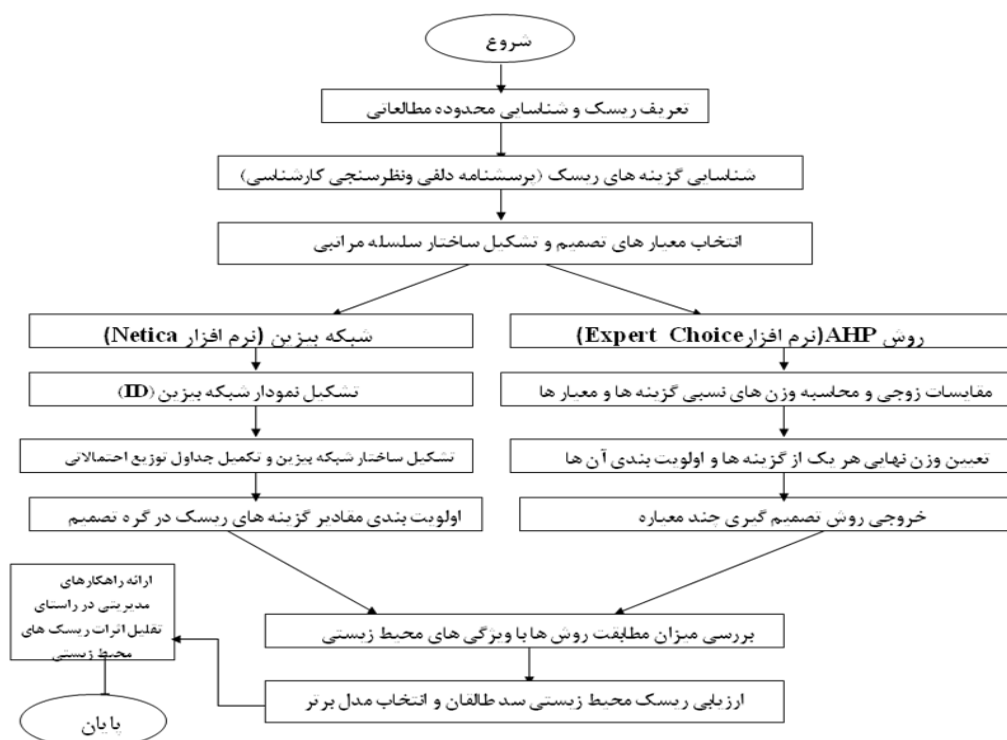 شروع
تعریف ریسک و شناسایی محدوده مطالعاتی
شناسایی گزینه های ریسک (پرسشنامه دلفی ونظرسنجی کارشناسی)
انتخاب معیار های تصمیم و تشکیل ساختار سلسله مراتبی
روش AHP(نرم افزار Expert Choice)
مقایسات زوجی و محاسبه وزن های نسبی گزینه ها و معیار ها
تعیین وزن نهایی هر یک از گزینه ها و اولویت بندی آن ها
خروجی روش تصمیم گیری چند معیاره
شبکه بیزین (نرم افزار Netica)
تشکیل نمودار شبکه بیزین (ID)
تشکیل ساختار شبکه بیزین و تکمیل جداول توزیع احتمالاتی
اولویت بندی مقادیر گزینه های ریسک در گره تصمیم
بررسی میزان مطابقت روش ها با ویژگی های محیط زیستی
ارزیابی ریسک محیط زیستی سد طالقان و انتخاب مدل برتر
ارائه راهکارهای
مدیریتی در راستای
تقلیل اثرات ریسک های
محیط زیستی
پایان